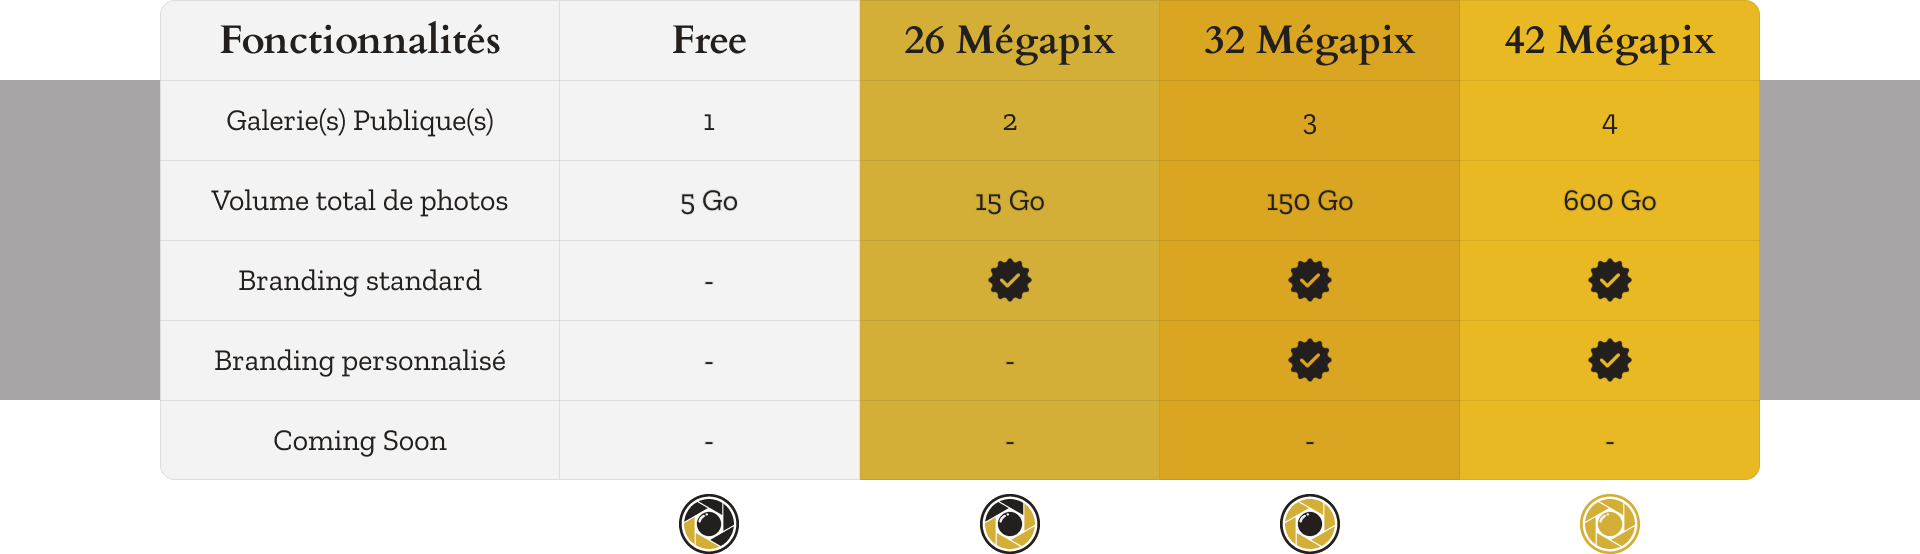 Fonctionnalités Free 26 Mégapix 32 Mégapix 42 Mégapix
Galerie(s) Publique(s) 1 2 3 4
Volume total de photos 5 Go 15 Go 150 Go 600 Go
Branding standard -
Branding personnalisé - -
Coming Soon - - - -